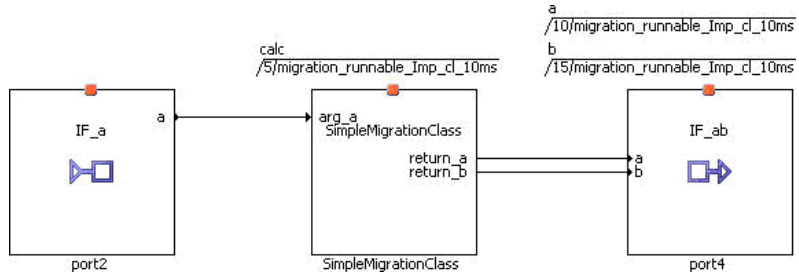 a
/10/migration_runnable_Imp_cl_10ms
calc
b
/5/migration_runnable_Imp_cl_10ms
/15/migration_runnable_Imp_cl_10ms
a
IF_a
arg_a
SimpleMigrationClass
IF_ab
return_a
return_b
a
b
port2
SimpleMigrationClass
port4